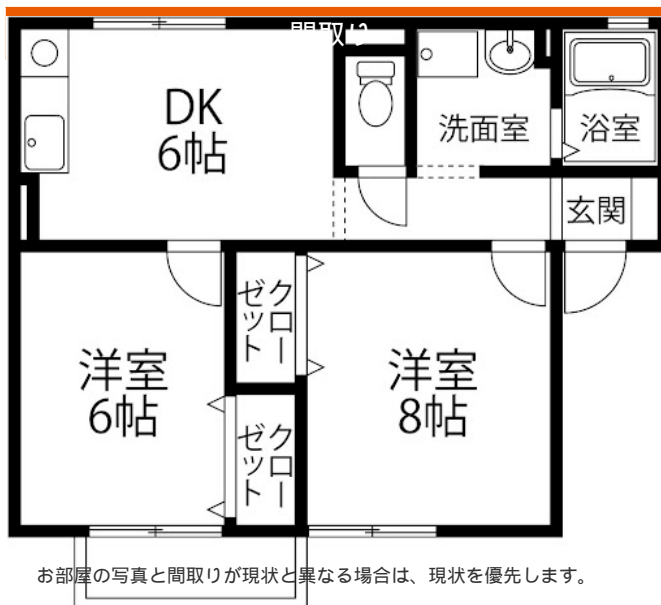 間取り
DK
6帖
洗面室
浴室
玄関
クロー
ゼット
洋室
6帖
洋室
8帖
クロー
ゼット
お部屋の写真と間取りが現状と異なる場合は、現状を優先します。